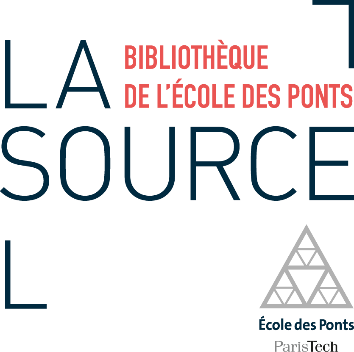 LA
BIBLIOTHÈQUE
DE L'ÉCOLE DES PONTS
SOURCE
École des Ponts
ParisTech